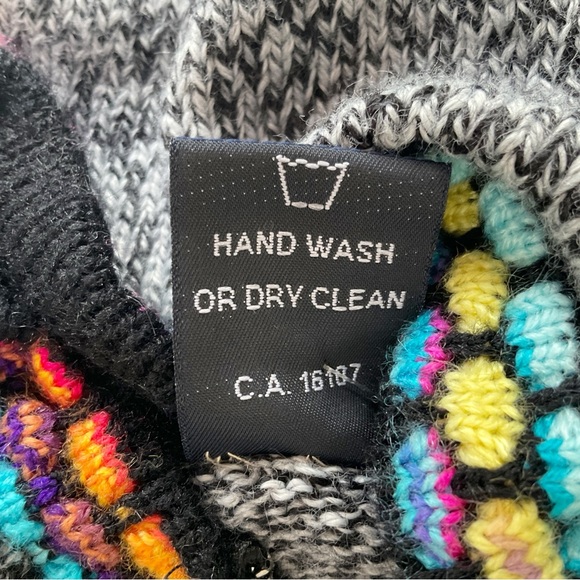 HAND WASH
OR DRY CLEAN
C.A. 16187